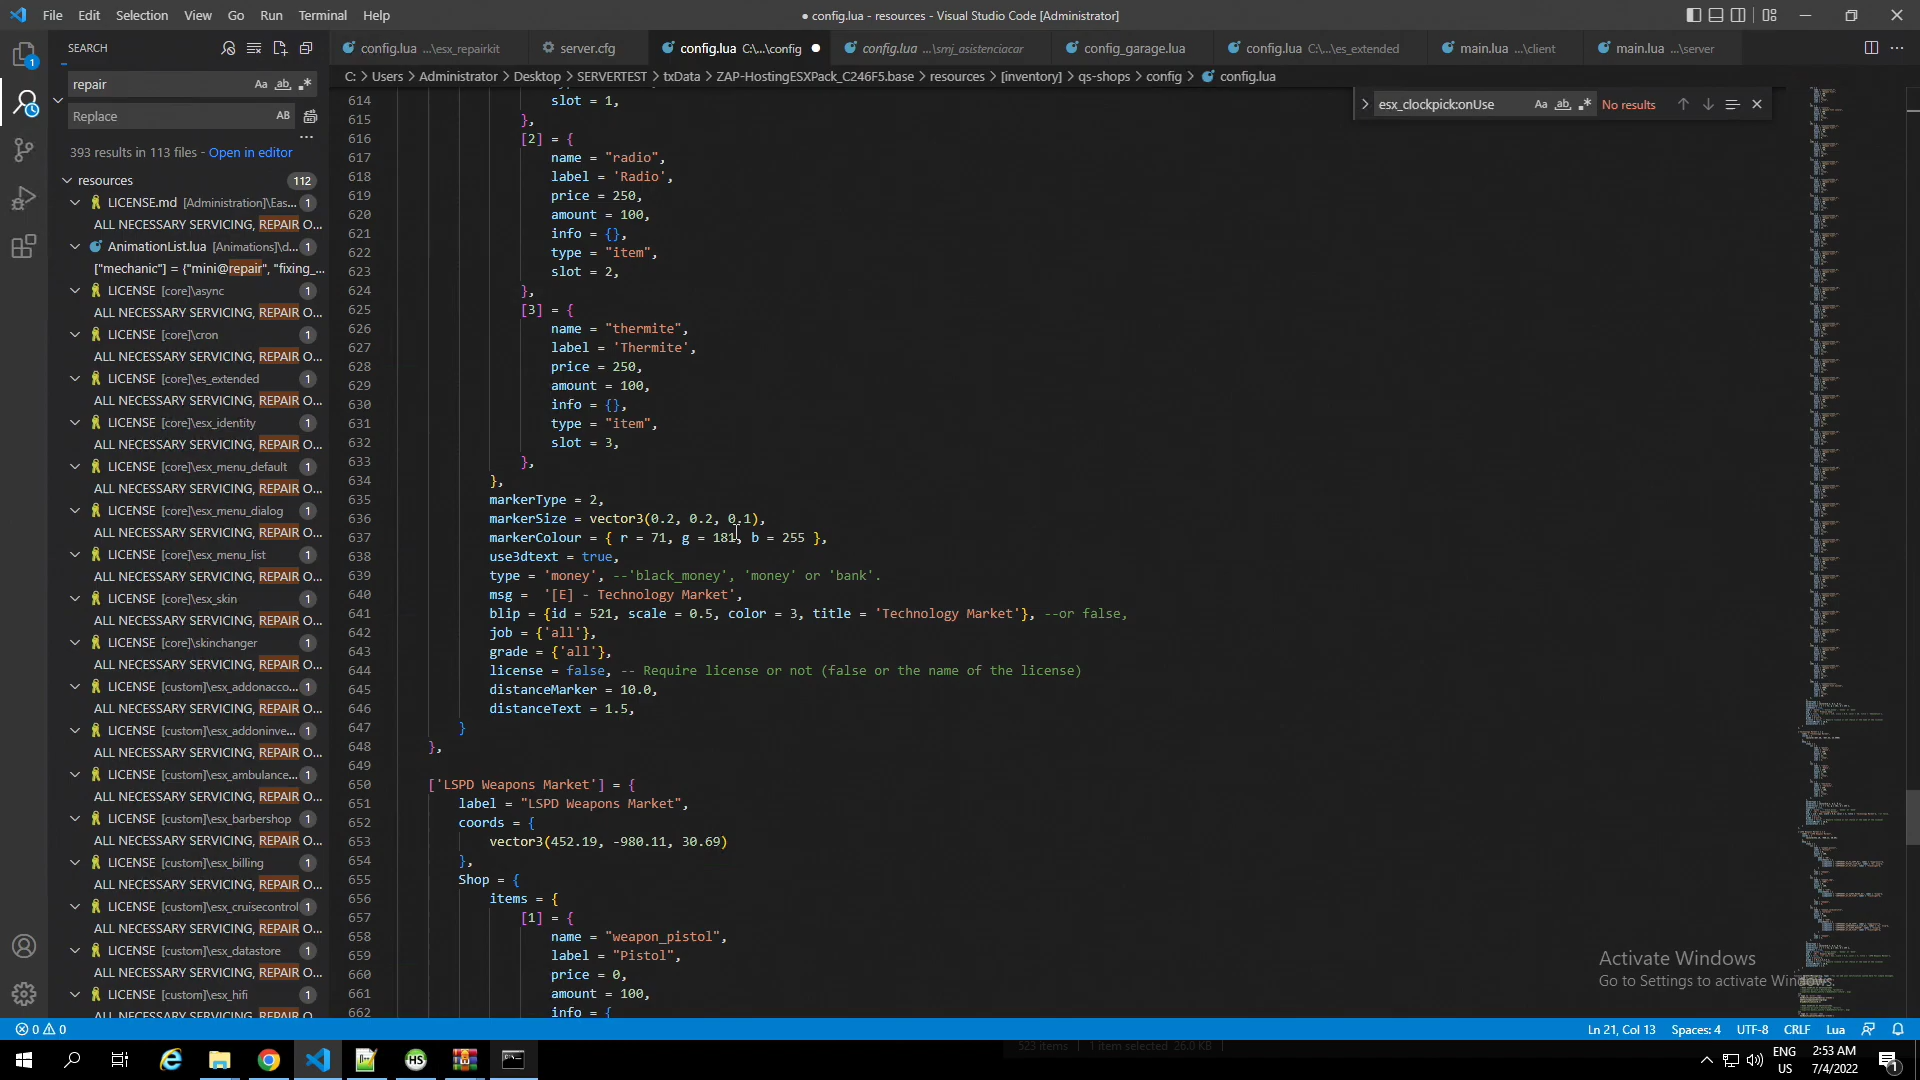 File Edit Selection View Go Run Terminal Help
● config.lua - resources - Visual Studio Code [Administrator]
SEARCH
config.lua ...\esx_repairkit
server.cfg
config.lua C:\...\config
config.lua ...\smj_asistenciacar
config_garage.lua
config.lua C:\...\es_extended
main.lua ...\client
main.lua ...\server
C: > Users > Administrator > Desktop > SERVERTEST > txData > ZAP-HostingESXPack_C246F5.base > resources > [inventory] > qs-shops > config > config.lua
repair
Replace
393 results in 113 files - Open in editor
resources 112
LICENSE.md [Administration]\Eas... 1
ALL NECESSARY SERVICING, REPAIR O...
AnimationList.lua [Animations]\d... 1
["mechanic"] = {"mini@repair", "fixing_...
LICENSE [core]\async 1
ALL NECESSARY SERVICING, REPAIR O...
LICENSE [core]\cron 1
ALL NECESSARY SERVICING, REPAIR O...
LICENSE [core]\es_extended 1
ALL NECESSARY SERVICING, REPAIR O...
LICENSE [core]\esx_identity 1
ALL NECESSARY SERVICING, REPAIR O...
LICENSE [core]\esx_menu_default 1
ALL NECESSARY SERVICING, REPAIR O...
LICENSE [core]\esx_menu_dialog 1
ALL NECESSARY SERVICING, REPAIR O...
LICENSE [core]\esx_menu_list 1
ALL NECESSARY SERVICING, REPAIR O...
LICENSE [core]\esx_skin 1
ALL NECESSARY SERVICING, REPAIR O...
LICENSE [core]\skinchanger 1
ALL NECESSARY SERVICING, REPAIR O...
LICENSE [custom]\esx_addonacco... 1
ALL NECESSARY SERVICING, REPAIR O...
LICENSE [custom]\esx_addoninve... 1
ALL NECESSARY SERVICING, REPAIR O...
LICENSE [custom]\esx_ambulance... 1
ALL NECESSARY SERVICING, REPAIR O...
LICENSE [custom]\esx_barbershop 1
ALL NECESSARY SERVICING, REPAIR O...
LICENSE [custom]\esx_billing 1
ALL NECESSARY SERVICING, REPAIR O...
LICENSE [custom]\esx_cruisecontrol 1
ALL NECESSARY SERVICING, REPAIR O...
LICENSE [custom]\esx_datastore 1
ALL NECESSARY SERVICING, REPAIR O...
LICENSE [custom]\esx_hifi 1
ALL NECESSARY SERVICING, REPAIR O...
esx_clockpick:onUse
No results
614 slot = 1,
615 },
616 [2] = {
617 name = "radio",
618 label = 'Radio',
619 price = 250,
620 amount = 100,
621 info = {},
622 type = "item",
623 slot = 2,
624 },
625 [3] = {
626 name = "thermite",
627 label = 'Thermite',
628 price = 250,
629 amount = 100,
630 info = {},
631 type = "item",
632 slot = 3,
633 },
634 },
635 markerType = 2,
636 markerSize = vector3(0.2, 0.2, 0.1),
637 markerColour = { r = 71, g = 181, b = 255 },
638 use3dtext = true,
639 type = 'money', --'black_money', 'money' or 'bank'.
640 msg = '[E] - Technology Market',
641 blip = {id = 521, scale = 0.5, color = 3, title = 'Technology Market'}, --or false,
642 job = {'all'},
643 grade = {'all'},
644 license = false, -- Require license or not (false or the name of the license)
645 distanceMarker = 10.0,
646 distanceText = 1.5,
647 }
648 },
649
650 ['LSPD Weapons Market'] = {
651 label = "LSPD Weapons Market",
652 coords = {
653 vector3(452.19, -980.11, 30.69)
654 },
655 Shop = {
656 items = {
657 [1] = {
658 name = "weapon_pistol",
659 label = "Pistol",
660 price = 0,
661 amount = 100,
662 info = {
Activate Windows
Go to Settings to activate Windows.
0 0
Ln 21, Col 13 Spaces: 4 UTF-8 CRLF Lua
523 items 1 item selected 26.0 KB
ENG
US
2:53 AM
7/4/2022
1